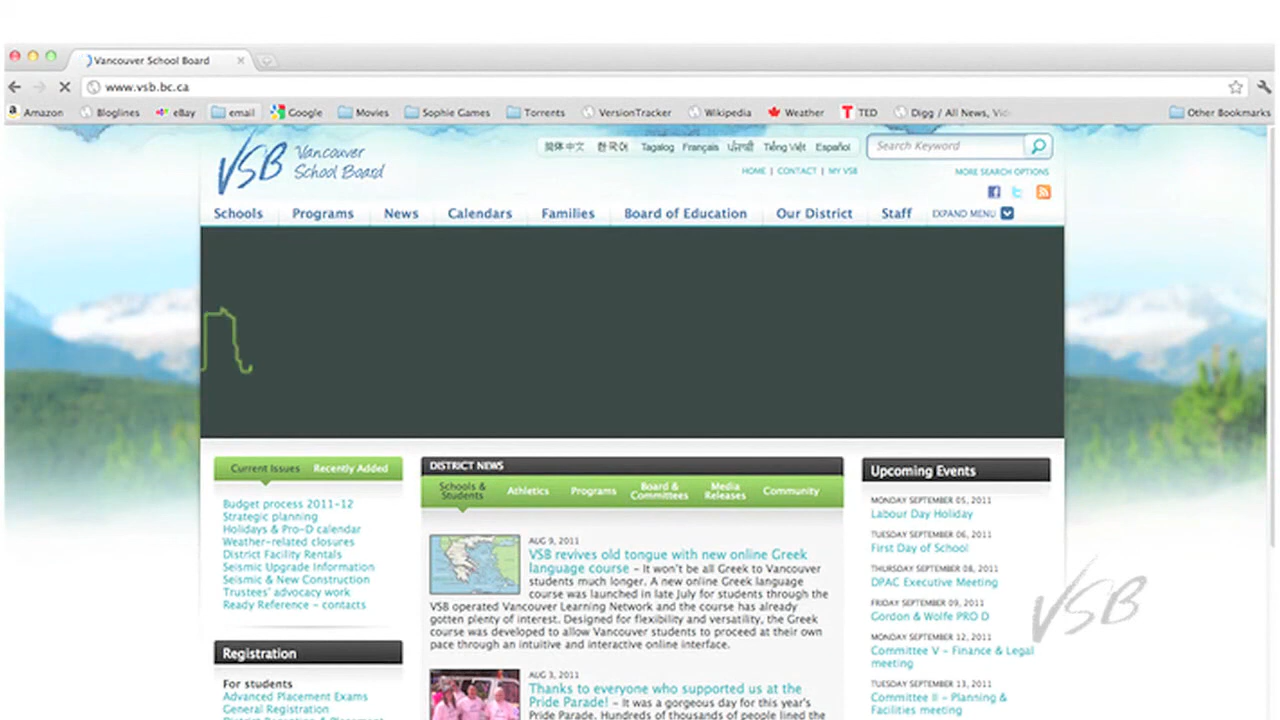 Vancouver School Board
www.vsb.bc.ca
Amazon Bloglines eBay email Google Movies Sophie Games Torrents VersionTracker Wikipedia Weather TED Digg / All News, Vi Other Bookmarks
VSB Vancouver School Board
简体中文 한국어 Tagalog Français ਪੰਜਾਬੀ Tiếng Việt Español
Search Keyword
HOME | CONTACT | MY VSB
MORE SEARCH OPTIONS
Schools Programs News Calendars Families Board of Education Our District Staff EXPAND MENU
Current Issues Recently Added
Budget process 2011-12
Strategic planning
Holidays & Pro-D calendar
Weather-related closures
District Facility Rentals
Seismic Upgrade Information
Seismic & New Construction
Trustees' advocacy work
Ready Reference - contacts
Registration
For students
Advanced Placement Exams
General Registration
DISTRICT NEWS
Schools & Students Athletics Programs Board & Committees Media Releases Community
AUG 9, 2011
VSB revives old tongue with new online Greek
language course - It won't be all Greek to Vancouver
students much longer. A new online Greek language
course was launched in late July for students through the
VSB operated Vancouver Learning Network and the course has already
gotten plenty of interest. Designed for flexibility and versatility, the Greek
course was developed to allow Vancouver students to proceed at their own
pace through an intuitive and interactive online interface.
AUG 3, 2011
Thanks to everyone who supported us at the
Pride Parade! - It was a gorgeous day for this year's
Pride Parade. Hundreds of thousands of people lined the
Upcoming Events
MONDAY SEPTEMBER 05, 2011
Labour Day Holiday
TUESDAY SEPTEMBER 06, 2011
First Day of School
THURSDAY SEPTEMBER 08, 2011
DPAC Executive Meeting
FRIDAY SEPTEMBER 09, 2011
Gordon & Wolfe PRO D
MONDAY SEPTEMBER 12, 2011
Committee V - Finance & Legal
meeting
TUESDAY SEPTEMBER 13, 2011
Committee II - Planning &
Facilities meeting
VSB